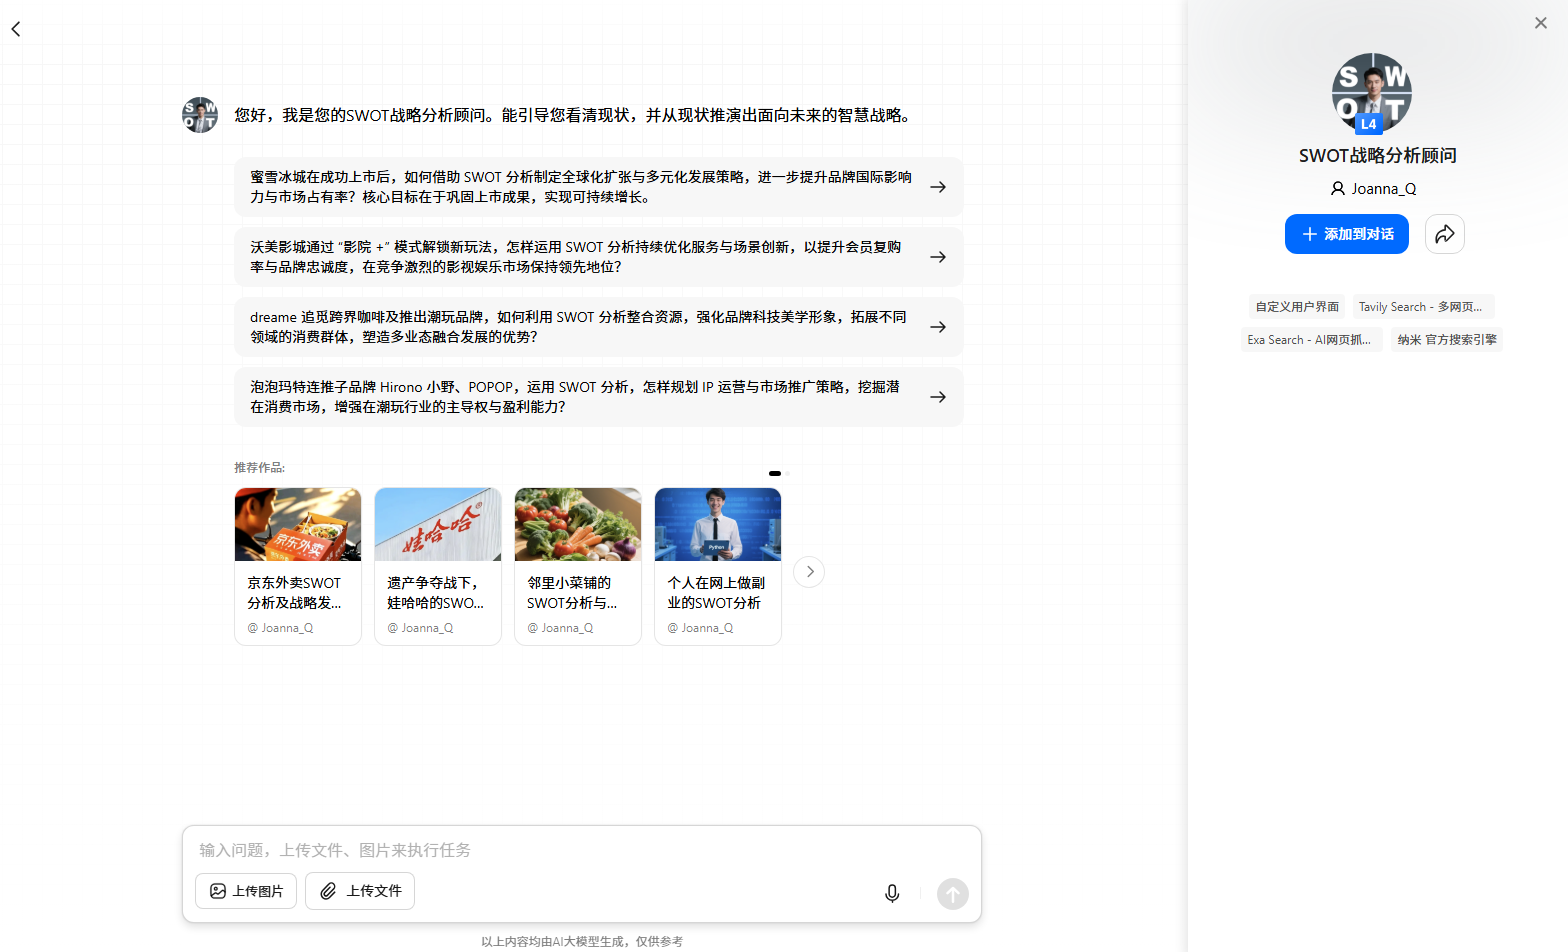 您好，我是您的SWOT战略分析顾问。能引导您看清现状，并从现状推演出面向未来的智慧战略。
蜜雪冰城在成功上市后，如何借助 SWOT 分析制定全球化扩张与多元化发展策略，进一步提升品牌国际影响
力与市场占有率？核心目标在于巩固上市成果，实现可持续增长。
沃美影城通过 “影院 +” 模式解锁新玩法，怎样运用 SWOT 分析持续优化服务与场景创新，以提升会员复购
率与品牌忠诚度，在竞争激烈的影视娱乐市场保持领先地位？
dreame 追觅跨界咖啡及推出潮玩品牌，如何利用 SWOT 分析整合资源，强化品牌科技美学形象，拓展不同
领域的消费群体，塑造多业态融合发展的优势？
泡泡玛特连推子品牌 Hirono 小野、POPOP，运用 SWOT 分析，怎样规划 IP 运营与市场推广策略，挖掘潜
在消费市场，增强在潮玩行业的主导权与盈利能力？
推荐作品:
京东外卖
娃哈哈
Python
京东外卖SWOT
分析及战略发...
@ Joanna_Q
遗产争夺战下，
娃哈哈的SWO...
@ Joanna_Q
邻里小菜铺的
SWOT分析与...
@ Joanna_Q
个人在网上做副
业的SWOT分析
@ Joanna_Q
输入问题，上传文件、图片来执行任务
上传图片
上传文件
以上内容均由AI大模型生成，仅供参考
S W
O T
L4
SWOT战略分析顾问
Joanna_Q
添加到对话
自定义用户界面
Tavily Search - 多网页...
Exa Search - AI网页抓...
纳米 官方搜索引擎